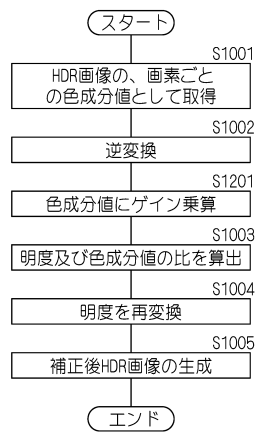 スタート
S1001
HDR画像の、画素ごと
の色成分値として取得
S1002
逆変換
S1201
色成分値にゲイン乗算
S1003
明度及び色成分値の比を算出
S1004
明度を再変換
S1005
補正後HDR画像の生成
エンド